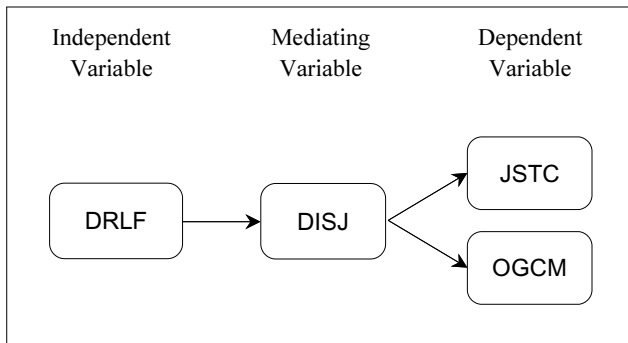 Independent
Variable
Mediating
Variable
Dependent
Variable
DRLF
DISJ
JSTC
OGCM